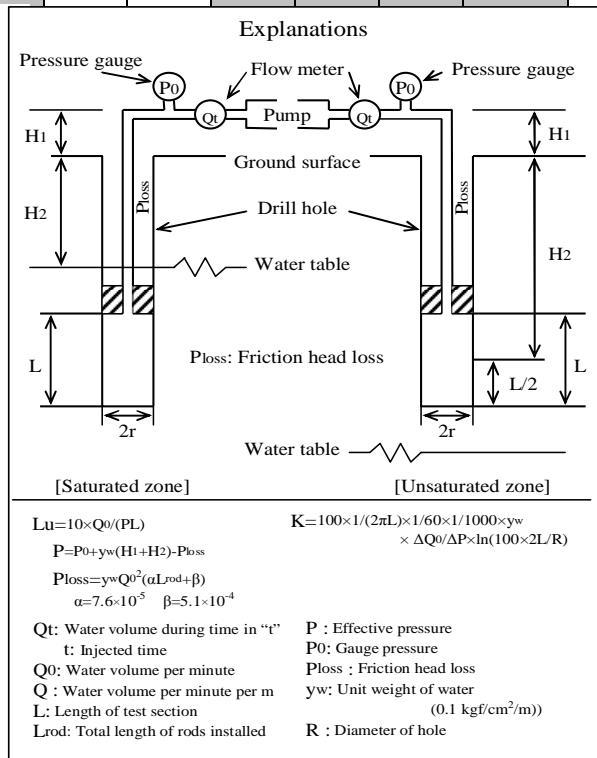 Explanations
Pressure gauge
Flow meter
Pressure gauge
P0
P0
Qt
Pump
Qt
H1
H1
Ground surface
Ploss
Ploss
H2
Drill hole
H2
Water table
L
Ploss: Friction head loss
L
L/2
2r
2r
Water table
[Saturated zone]
[Unsaturated zone]
Lu=10×Q0/(PL)
P=P0+yw(H1+H2)-Ploss
Ploss=ywQ0²(αLrod+β)
α=7.6×10⁻⁵ β=5.1×10⁻⁴
K=100×1/(2πL)×1/60×1/1000×yw
× ΔQ0/ΔP×ln(100×2L/R)
Qt: Water volume during time in “t”
t: Injected time
Q0: Water volume per minute
Q : Water volume per minute per m
L: Length of test section
Lrod: Total length of rods installed
P : Effective pressure
P0: Gauge pressure
Ploss : Friction head loss
yw: Unit weight of water
(0.1 kgf/cm²/m))
R : Diameter of hole